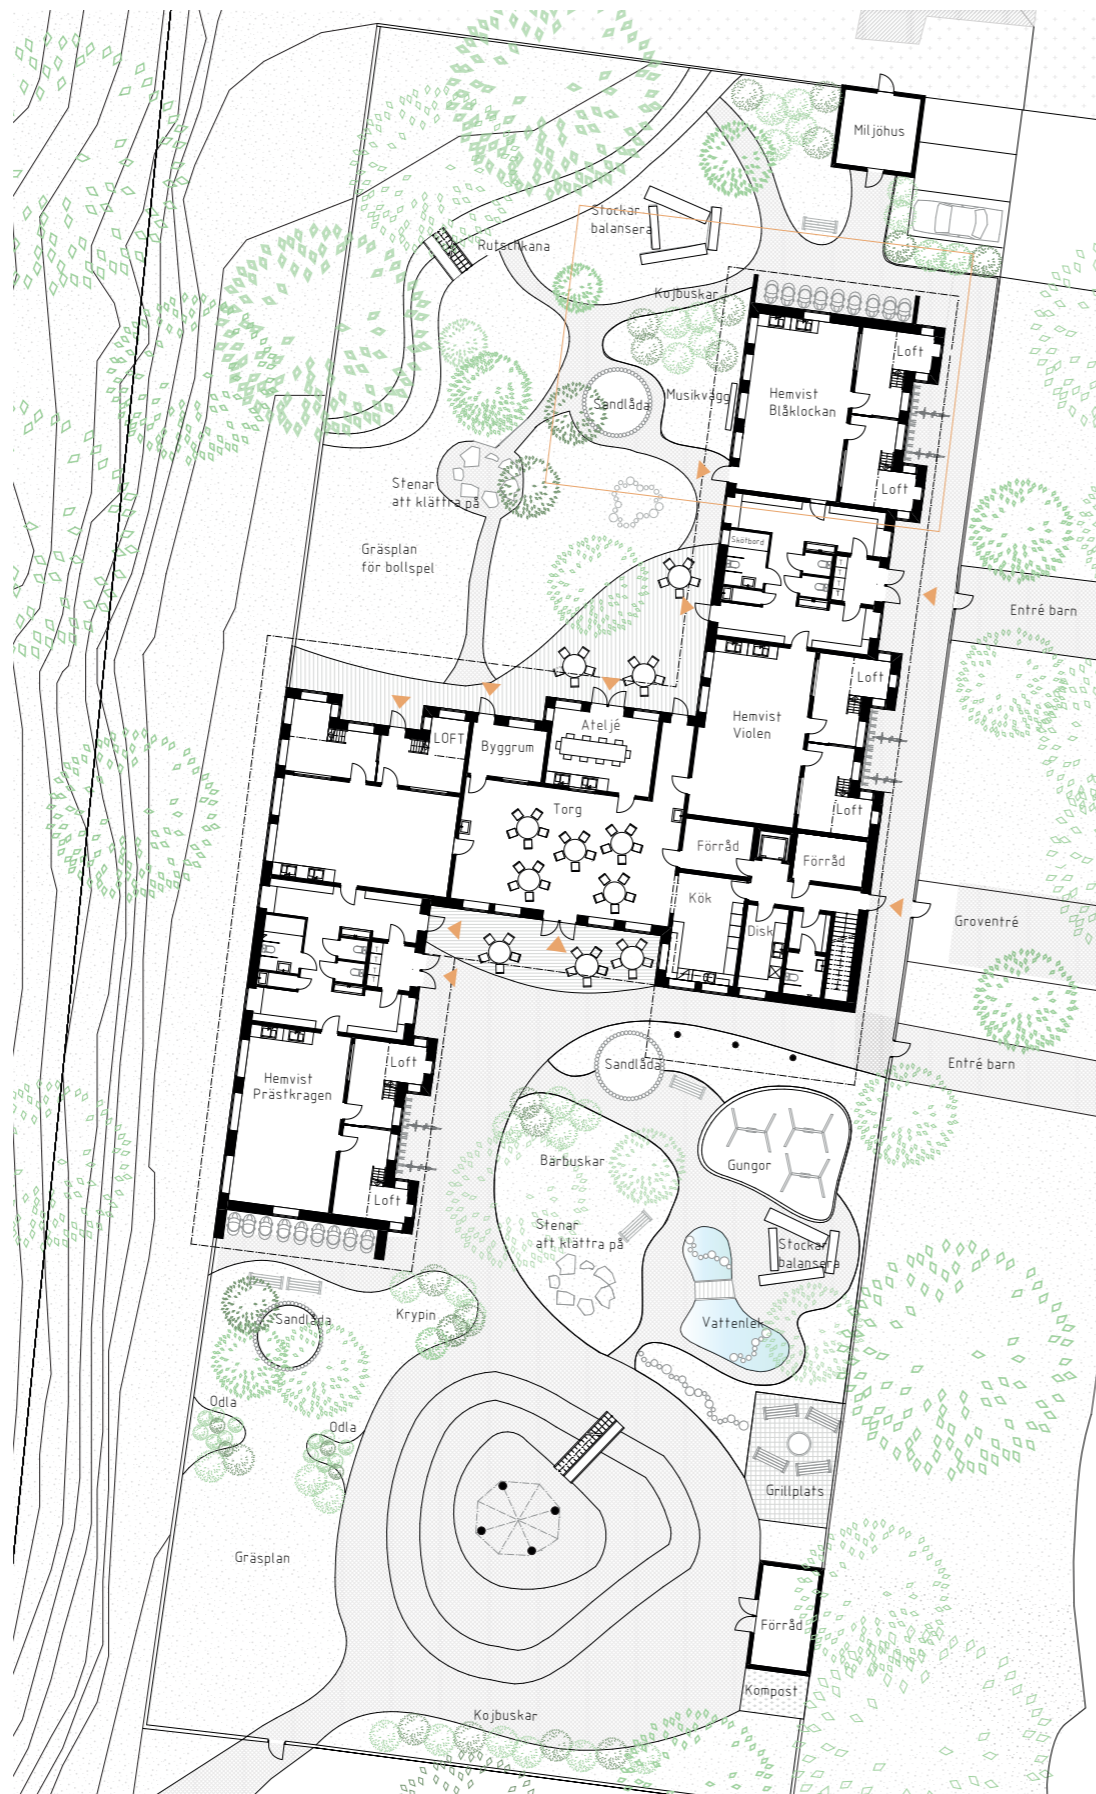 Miljöhus
Stockar
balansera
Rutschkana
Kojbuskar
Loft
Hemvist
Blåklockan
Musikvägg
Sandlåda
Loft
Stenar
att klättra på
Skötbord
Gräsplan
för bollspel
Entré barn
Loft
Hemvist
Violen
Ateljé
LOFT
Byggrum
Torg
Loft
Förråd
Förråd
Kök
Disk
Groventré
Entré barn
Sandlåda
Loft
Hemvist
Prästkragen
Bärbuskar
Gungor
Loft
Stenar
att klättra på
Stockar
balansera
Krypin
Sandlåda
Vattenlek
Odla
Odla
Grillplats
Gräsplan
Förråd
Kompost
Kojbuskar